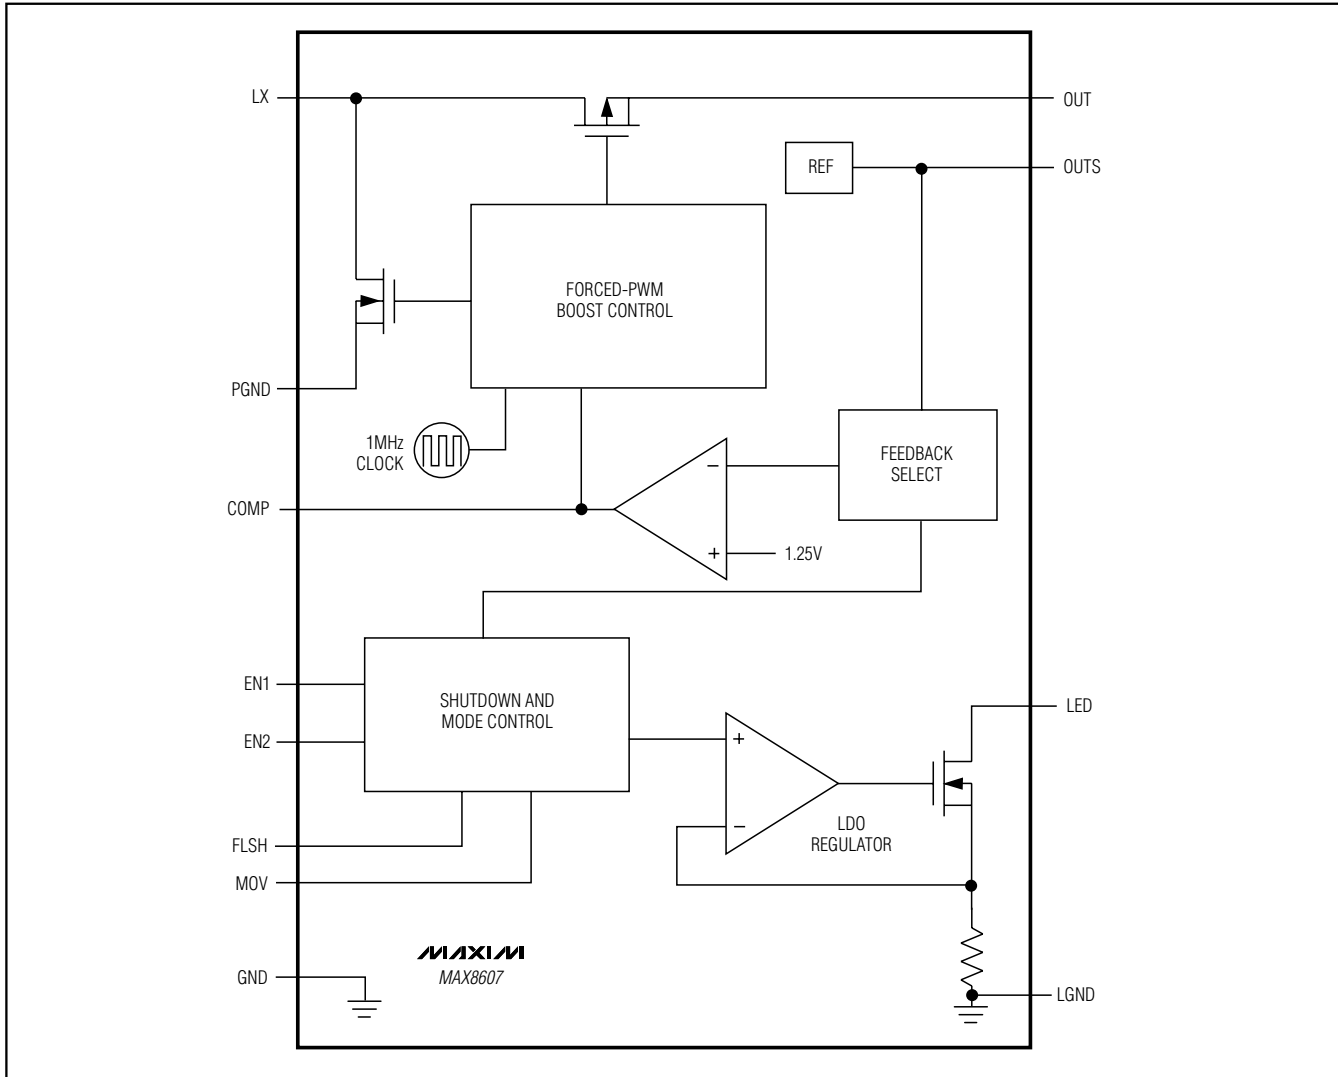 LX
OUT
REF
OUTS
FORCED-PWM
BOOST CONTROL
PGND
1MHz
CLOCK
FEEDBACK
SELECT
−
COMP
+
1.25V
EN1
SHUTDOWN AND
MODE CONTROL
LED
EN2
+
−
LDO
REGULATOR
FLSH
MOV
MAXIM
MAX8607
GND
LGND